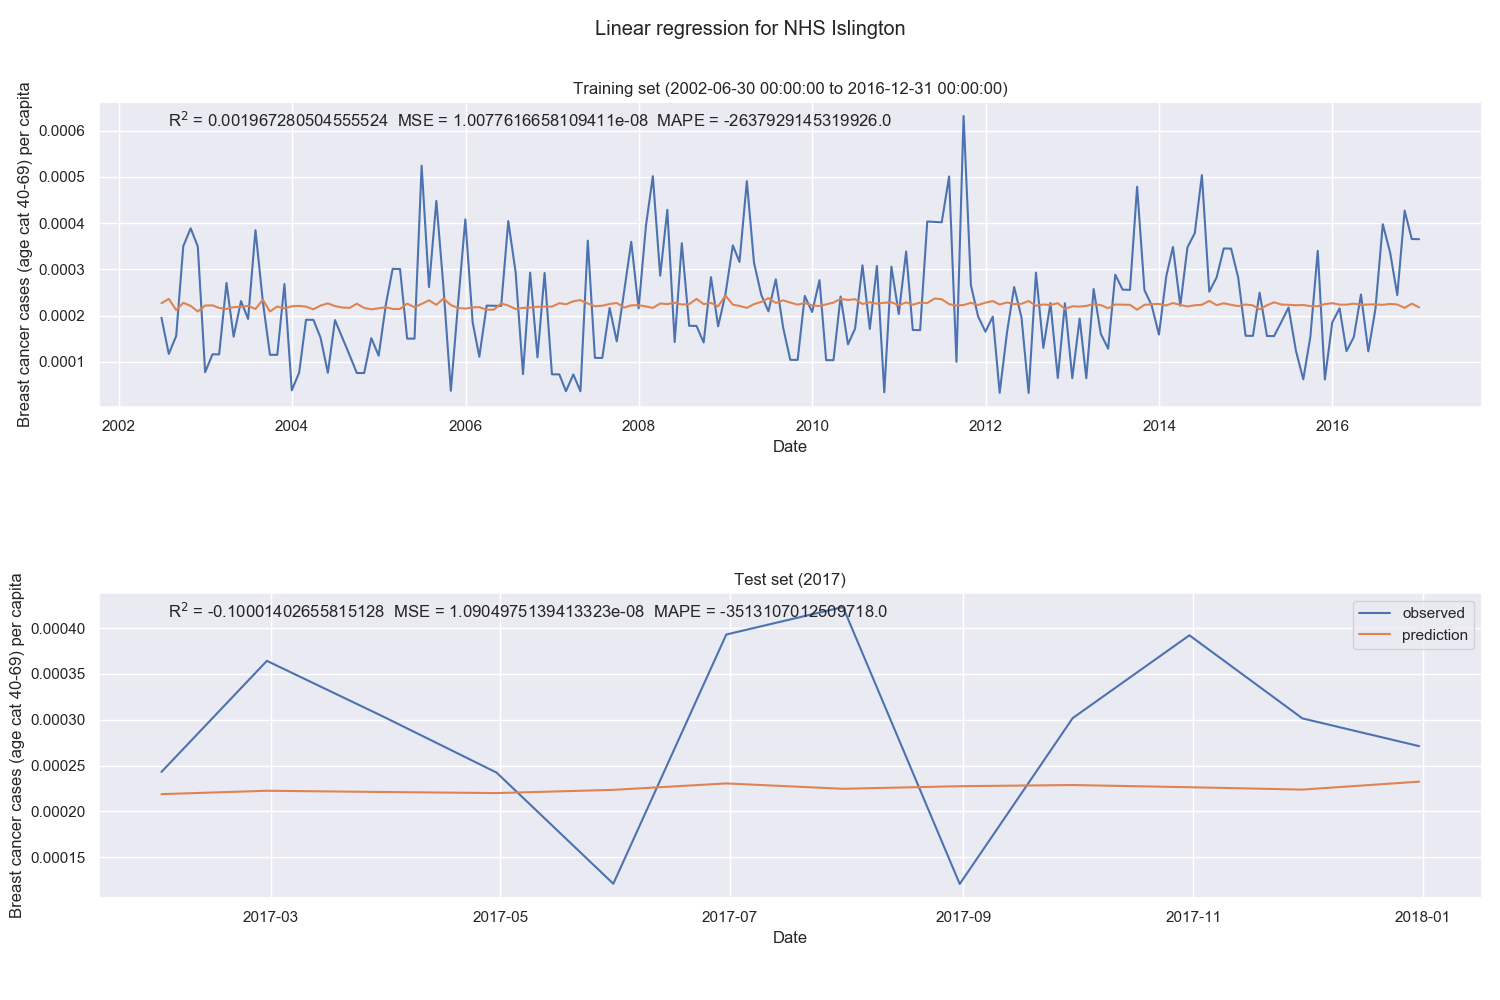 Linear regression for NHS Islington
Training set (2002-06-30 00:00:00 to 2016-12-31 00:00:00)
R² = 0.001967280504555524 MSE = 1.0077616658109411e-08 MAPE = -2637929145319926.0
Breast cancer cases (age cat 40-69) per capita
0.0006
0.0005
0.0004
0.0003
0.0002
0.0001
2002 2004 2006 2008 2010 2012 2014 2016
Date
Test set (2017)
R² = -0.10001402655815128 MSE = 1.0904975139413323e-08 MAPE = -3513107012509718.0
observed
prediction
Breast cancer cases (age cat 40-69) per capita
0.00040
0.00035
0.00030
0.00025
0.00020
0.00015
2017-03 2017-05 2017-07 2017-09 2017-11 2018-01
Date